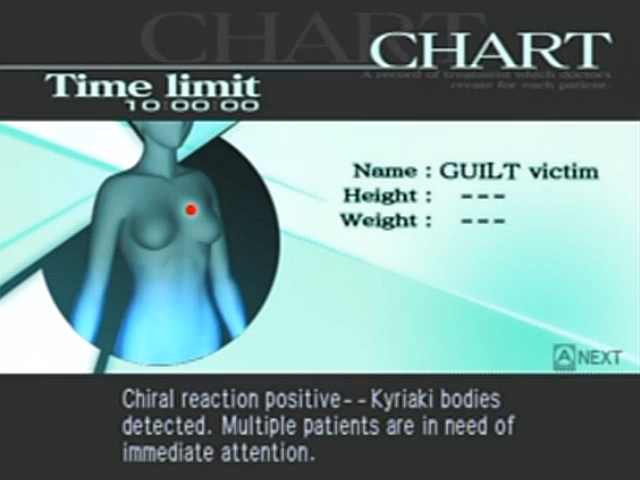 CHART
CHART
A record of treatment which doctors
create for each patient.
Time limit
10:00:00
Name : GUILT victim
Height : ---
Weight : ---
A NEXT
Chiral reaction positive--Kyriaki bodies
detected. Multiple patients are in need of
immediate attention.